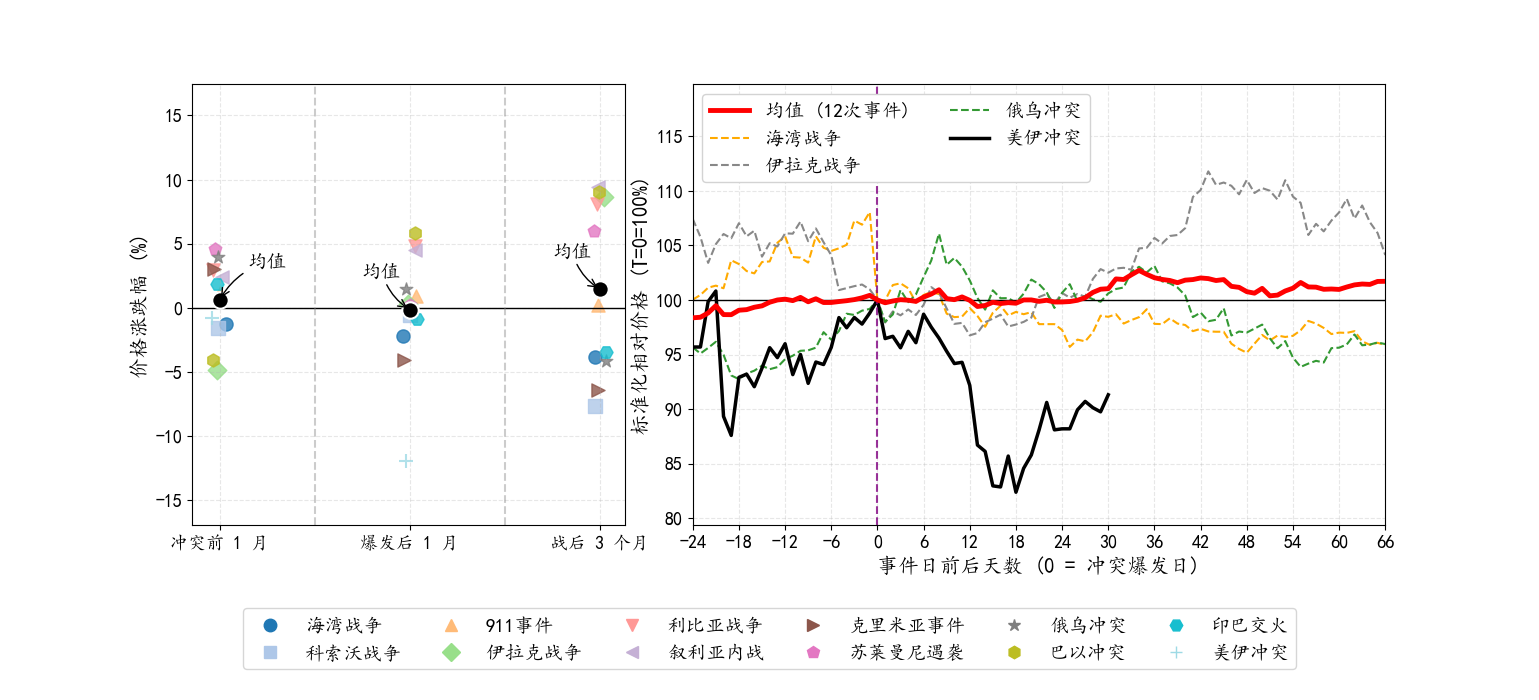 价格涨跌幅 (%)
15
10
5
0
−5
−10
−15
均值
均值
均值
冲突前 1 月
爆发后 1 月
战后 3 个月
标准化相对价格 (T=0=100%)
115
110
105
100
95
90
85
80
均值 (12次事件)
海湾战争
伊拉克战争
俄乌冲突
美伊冲突
−24
−18
−12
−6
0
6
12
18
24
30
36
42
48
54
60
66
事件日前后天数 (0 = 冲突爆发日)
海湾战争
911事件
利比亚战争
克里米亚事件
俄乌冲突
印巴交火
科索沃战争
伊拉克战争
叙利亚内战
苏莱曼尼遇袭
巴以冲突
美伊冲突